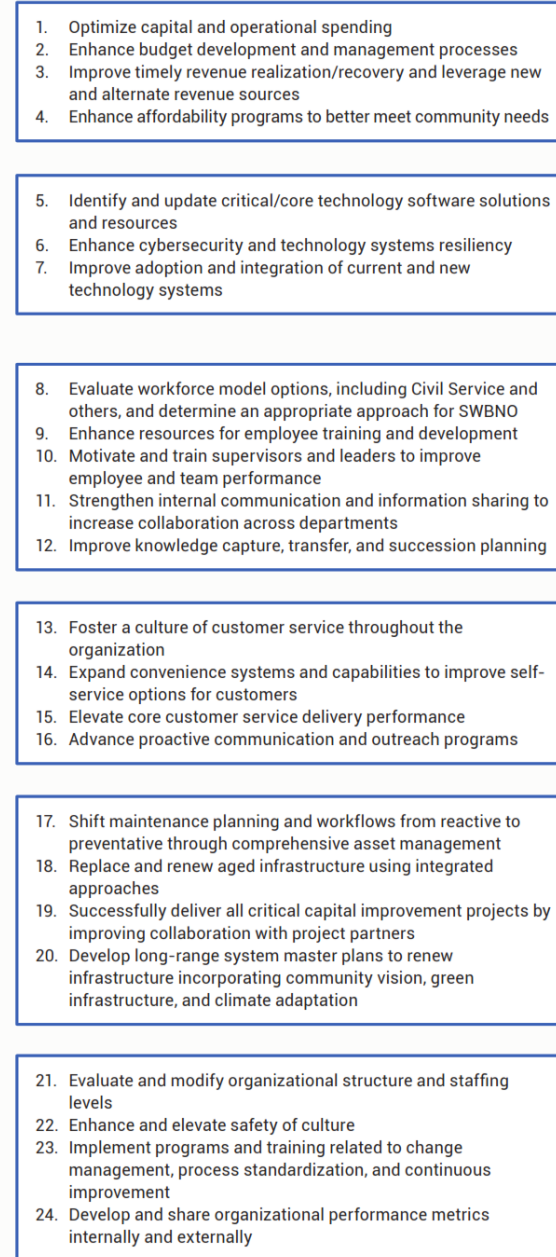 1. Optimize capital and operational spending
2. Enhance budget development and management processes
3. Improve timely revenue realization/recovery and leverage new
and alternate revenue sources
4. Enhance affordability programs to better meet community needs
5. Identify and update critical/core technology software solutions
and resources
6. Enhance cybersecurity and technology systems resiliency
7. Improve adoption and integration of current and new
technology systems
8. Evaluate workforce model options, including Civil Service and
others, and determine an appropriate approach for SWBNO
9. Enhance resources for employee training and development
10. Motivate and train supervisors and leaders to improve
employee and team performance
11. Strengthen internal communication and information sharing to
increase collaboration across departments
12. Improve knowledge capture, transfer, and succession planning
13. Foster a culture of customer service throughout the
organization
14. Expand convenience systems and capabilities to improve self-
service options for customers
15. Elevate core customer service delivery performance
16. Advance proactive communication and outreach programs
17. Shift maintenance planning and workflows from reactive to
preventative through comprehensive asset management
18. Replace and renew aged infrastructure using integrated
approaches
19. Successfully deliver all critical capital improvement projects by
improving collaboration with project partners
20. Develop long-range system master plans to renew
infrastructure incorporating community vision, green
infrastructure, and climate adaptation
21. Evaluate and modify organizational structure and staffing
levels
22. Enhance and elevate safety of culture
23. Implement programs and training related to change
management, process standardization, and continuous
improvement
24. Develop and share organizational performance metrics
internally and externally